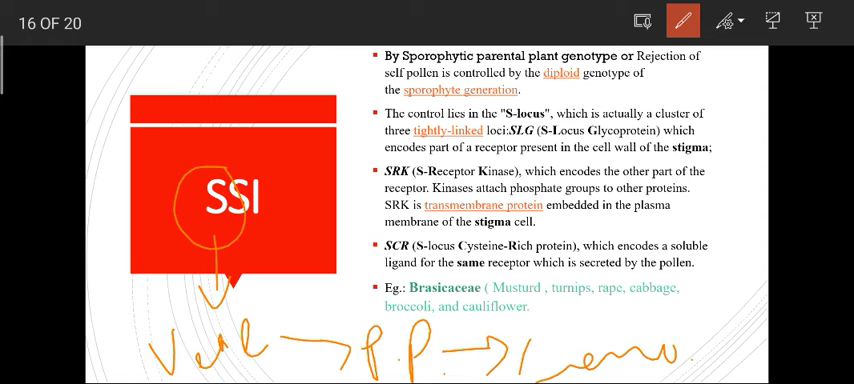 16 OF 20
By Sporophytic parental plant genotype or Rejection of
self pollen is controlled by the diploid genotype of
the sporophyte generation.
The control lies in the "S-locus", which is actually a cluster of
three tightly-linked loci:SLG (S-Locus Glycoprotein) which
encodes part of a receptor present in the cell wall of the stigma;
SSI
SRK (S-Receptor Kinase), which encodes the other part of the
receptor. Kinases attach phosphate groups to other proteins.
SRK is transmembrane protein embedded in the plasma
membrane of the stigma cell.
SCR (S-locus Cysteine-Rich protein), which encodes a soluble
ligand for the same receptor which is secreted by the pollen.
Eg.: Brasicaceae ( Musturd , turnips, rape, cabbage,
broccoli, and cauliflower.
P.P